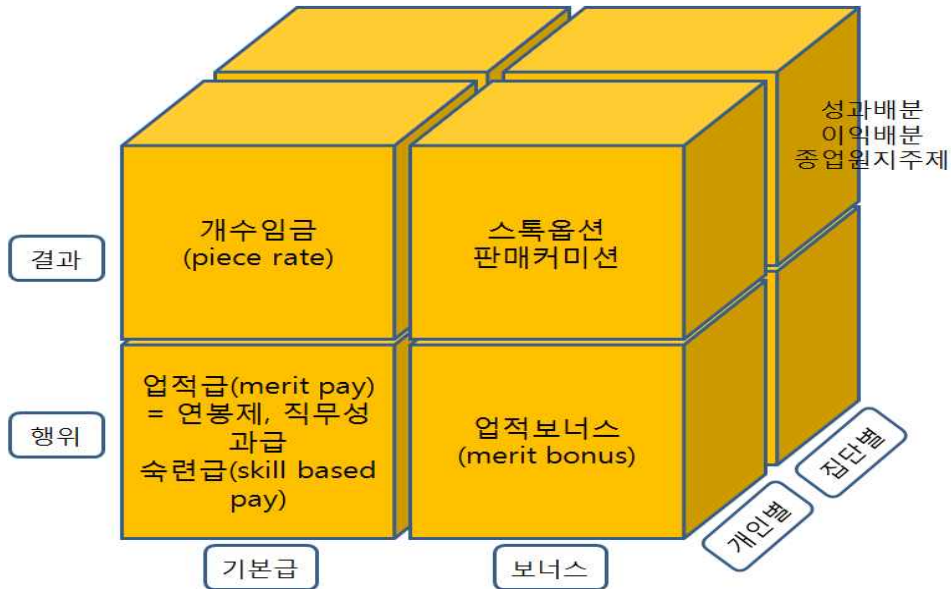 성과배분
이익배분
종업원지주제
개수임금
(piece rate)
스톡옵션
판매커미션
결과
업적급(merit pay)
= 연봉제, 직무성
과급
숙련급(skill based
pay)
업적보너스
(merit bonus)
행위
집단별
개인별
기본급
보너스